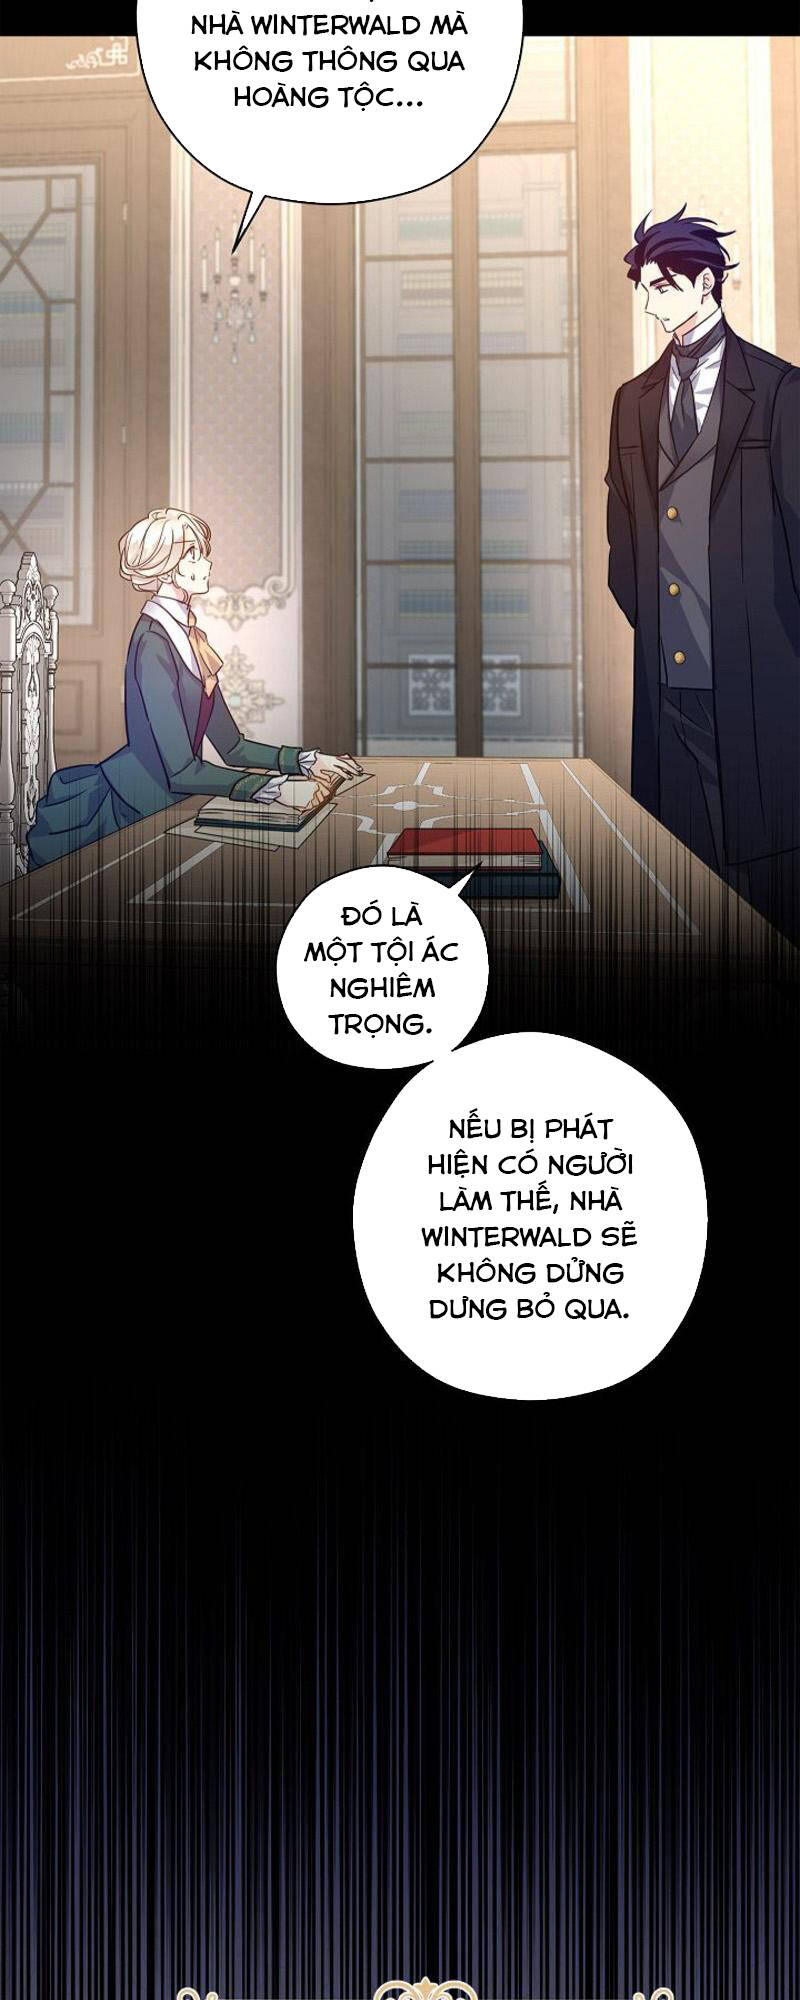 NHÀ WINTERWALD MÀ
KHÔNG THÔNG QUA
HOÀNG TỘC...
ĐÓ LÀ
MỘT TỘI ÁC
NGHIÊM
TRỌNG.
NẾU BỊ PHÁT
HIỆN CÓ NGƯỜI
LÀM THẾ, NHÀ
WINTERWALD SẼ
KHÔNG DỬNG
DƯNG BỎ QUA.